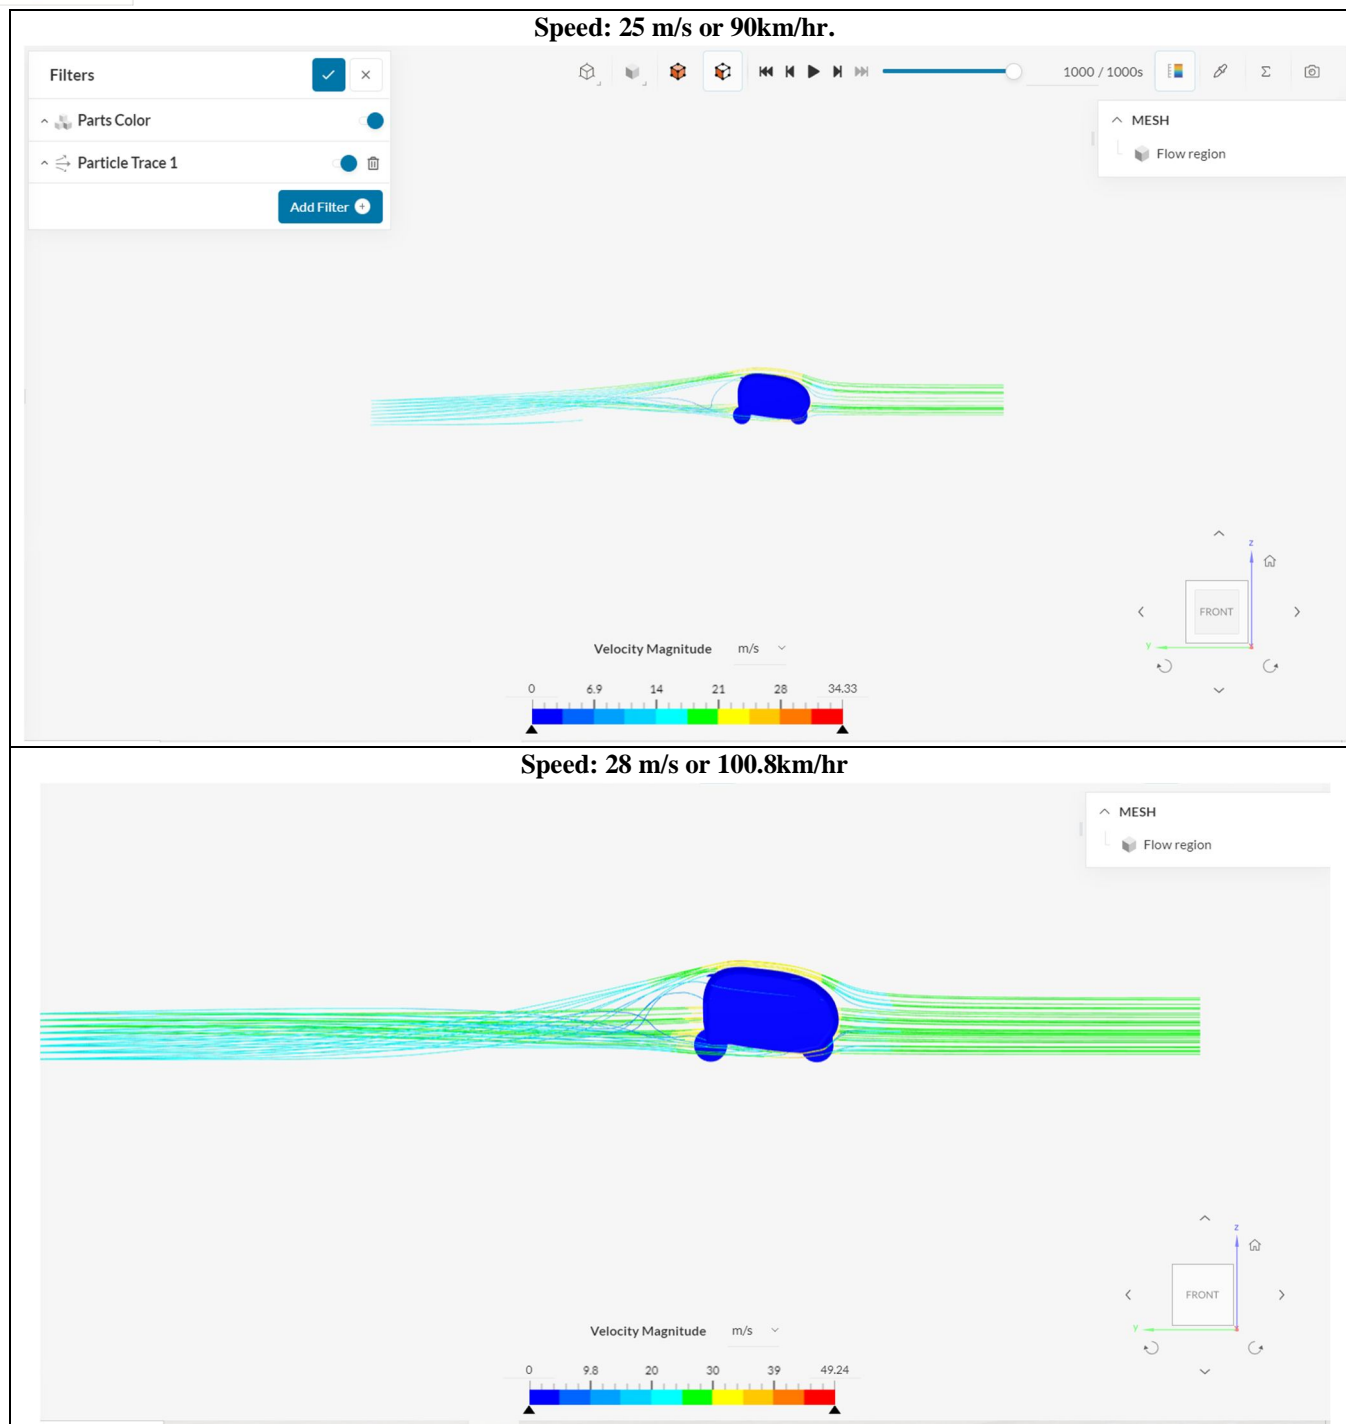 Speed: 25 m/s or 90km/hr.
Filters
1000 / 1000s
Parts Color
MESH
Particle Trace 1
Flow region
Add Filter
z
FRONT
Y
x
Velocity Magnitude m/s
0 6.9 14 21 28 34.33
Speed: 28 m/s or 100.8km/hr
MESH
Flow region
z
FRONT
Y
x
Velocity Magnitude m/s
0 9.8 20 30 39 49.24